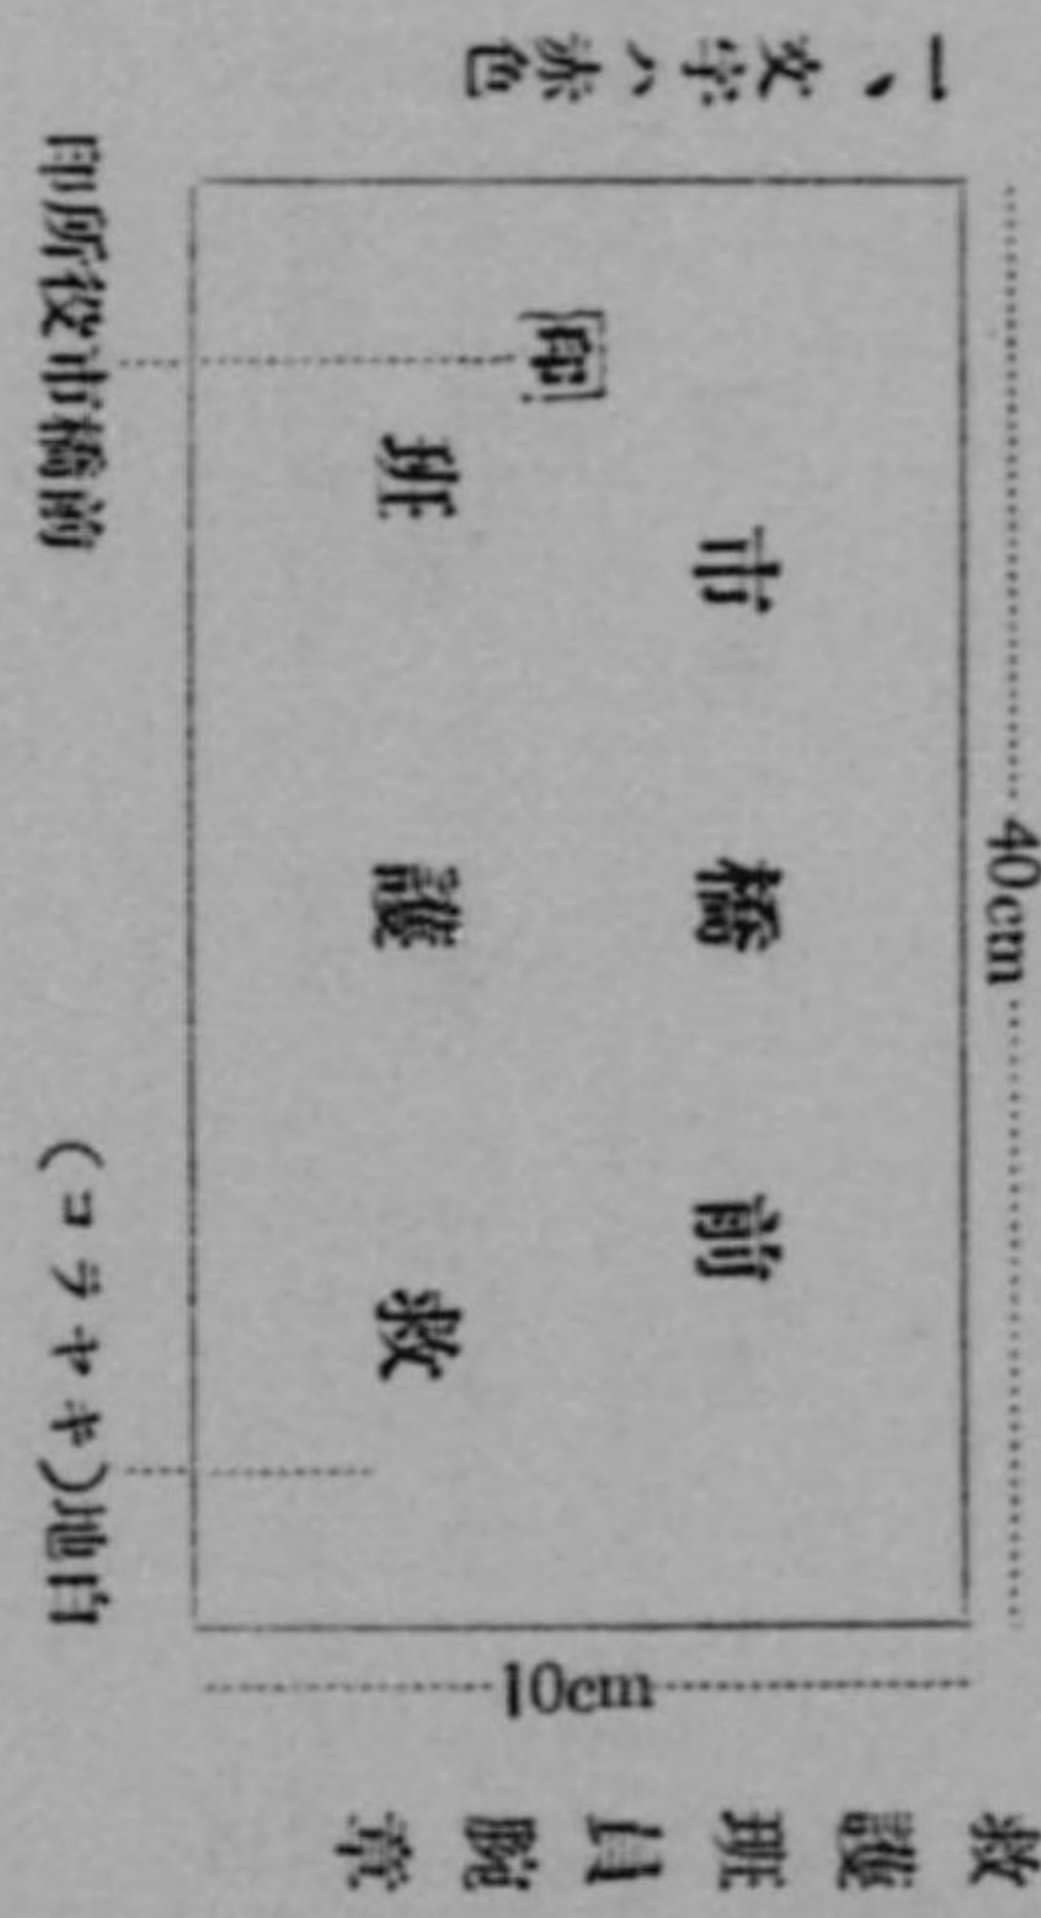 救護班員腕章
40cm
10cm
前橋市
救護班
印
白地(キヤラコ)
前橋市役所印
一、文字ハ赤色